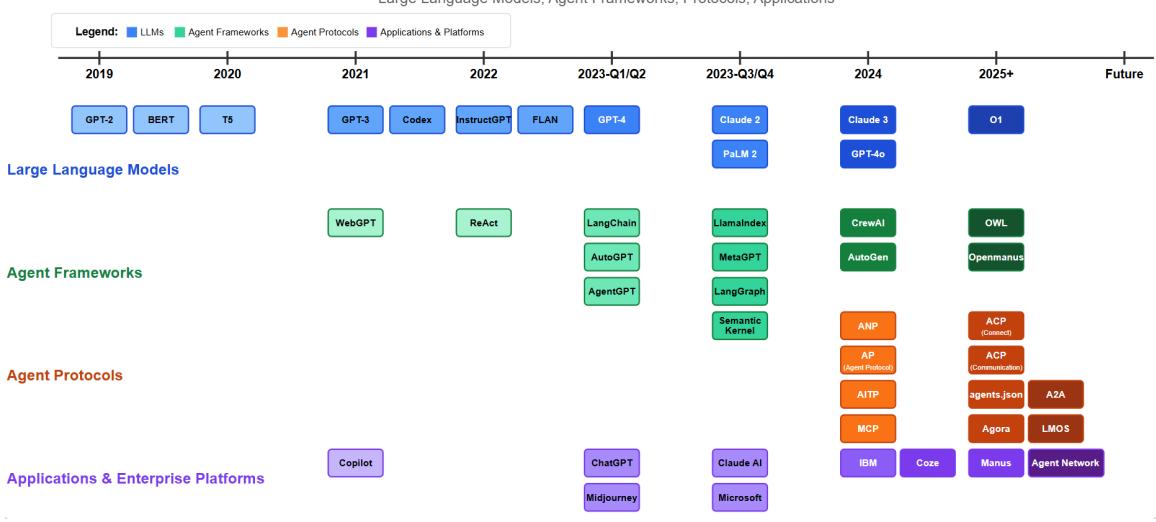 Large Language Models, Agent Frameworks, Protocols, Applications
Legend: LLMs Agent Frameworks Agent Protocols Applications & Platforms
2019 2020 2021 2022 2023-Q1/Q2 2023-Q3/Q4 2024 2025+ Future
GPT-2 BERT T5 GPT-3 Codex InstructGPT FLAN GPT-4 Claude 2 Claude 3 O1
PaLM 2 GPT-4o
Large Language Models
WebGPT ReAct LangChain LlamaIndex CrewAI OWL
AutoGPT MetaGPT AutoGen Openmanus
Agent Frameworks
AgentGPT LangGraph
Semantic
Kernel
ANP
ACP
(Connect)
AP
(Agent Protocol)
ACP
(Communication)
Agent Protocols
AITP agents.json A2A
MCP Agora LMOS
Copilot ChatGPT Claude AI IBM Coze Manus Agent Network
Applications & Enterprise Platforms
Midjourney Microsoft